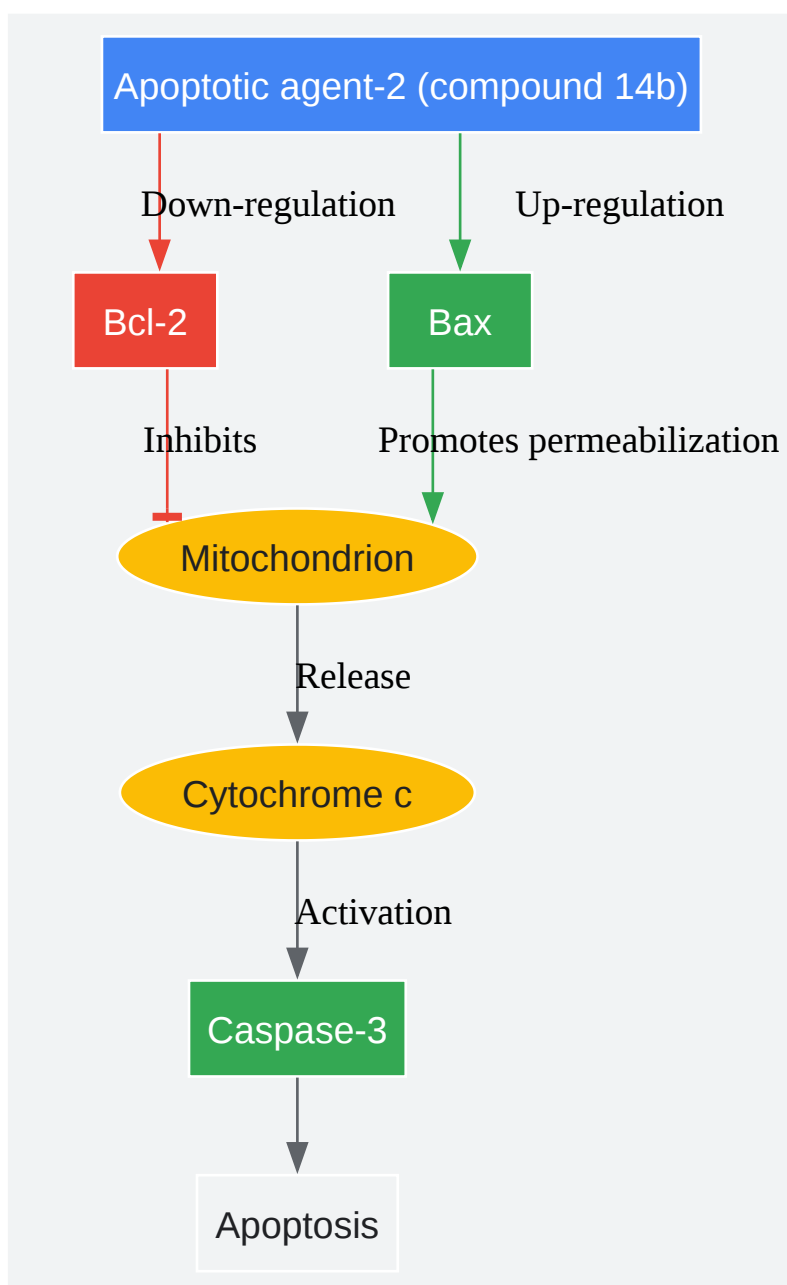 Apoptotic agent-2 (compound 14b)
Down-regulation
Up-regulation
Bcl-2
Bax
Inhibits
Promotes permeabilization
Mitochondrion
Release
Cytochrome c
Activation
Caspase-3
Apoptosis